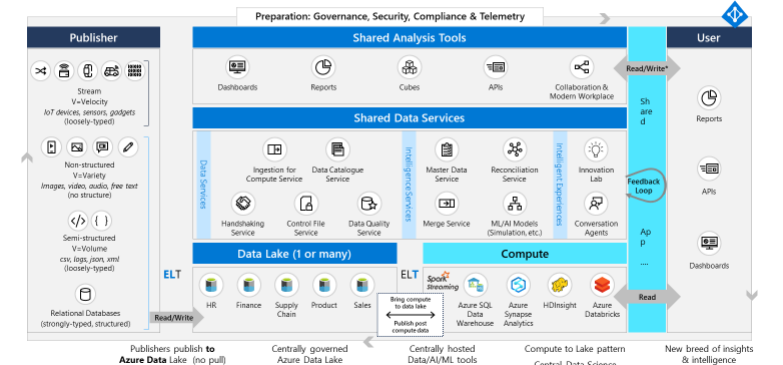 Preparation: Governance, Security, Compliance & Telemetry
Publisher
Stream
V=Velocity
IoT devices, sensors, gadgets
(loosely-typed)
Non-structured
V=Variety
Images, video, audio, free text
(no structure)
Semi-structured
V=Volume
csv, logs, json, xml
(loosely-typed)
Relational Databases
(strongly-typed, structured)
ELT
Read/Write
Shared Analysis Tools
Dashboards
Reports
Cubes
APIs
Collaboration &
Modern Workplace
Shared Data Services
Data Services
Ingestion for
Compute Service
Data Catalogue
Service
Handshaking
Service
Control File
Service
Data Quality
Service
Intelligence Services
Master Data
Service
Reconciliation
Service
Merge Service
ML/AI Models
(Simulation, etc.)
Intelligent Experiences
Innovation
Lab
Conversation
Agents
Data Lake (1 or many)
HR
Finance
Supply
Chain
Product
Sales
ELT
Bring compute
to data lake
Publish post
compute data
Compute
Spark
Streaming
Azure SQL
Data
Warehouse
Azure
Synapse
Analytics
HDInsight
Azure
Databricks
Read/Write*
Sh
are
d
Feedback
Loop
Ap
p
....
Read
User
Reports
APIs
Dashboards
Publishers publish to
Azure Data Lake (no pull)
Centrally governed
Azure Data Lake
Centrally hosted
Data/AI/ML tools
Compute to Lake pattern
Central Data Science
New breed of insights
& intelligence